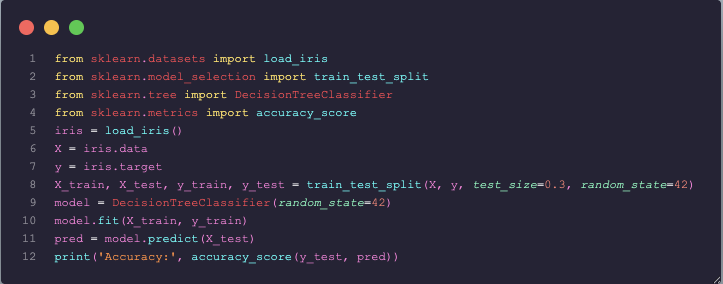 1 from sklearn.datasets import load_iris
2 from sklearn.model_selection import train_test_split
3 from sklearn.tree import DecisionTreeClassifier
4 from sklearn.metrics import accuracy_score
5 iris = load_iris()
6 X = iris.data
7 y = iris.target
8 X_train, X_test, y_train, y_test = train_test_split(X, y, test_size=0.3, random_state=42)
9 model = DecisionTreeClassifier(random_state=42)
10 model.fit(X_train, y_train)
11 pred = model.predict(X_test)
12 print('Accuracy:', accuracy_score(y_test, pred))